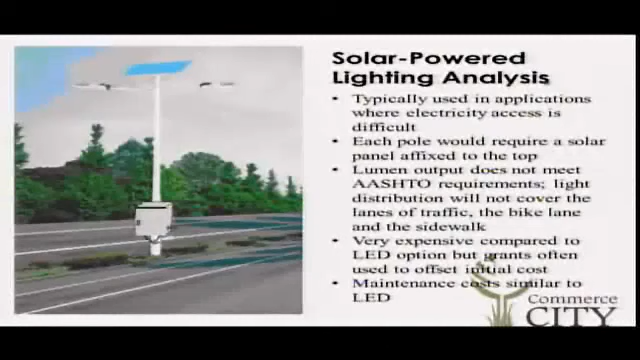 Solar-Powered
Lighting Analysis
• Typically used in applications
where electricity access is
difficult
• Each pole would require a solar
panel affixed to the top
• Lumen output does not meet
AASHTO requirements; light
distribution will not cover the
lanes of traffic, the bike lane
and the sidewalk
• Very expensive compared to
LED option but grants often
used to offset initial cost
• Maintenance costs similar to
LED
Commerce
CITY